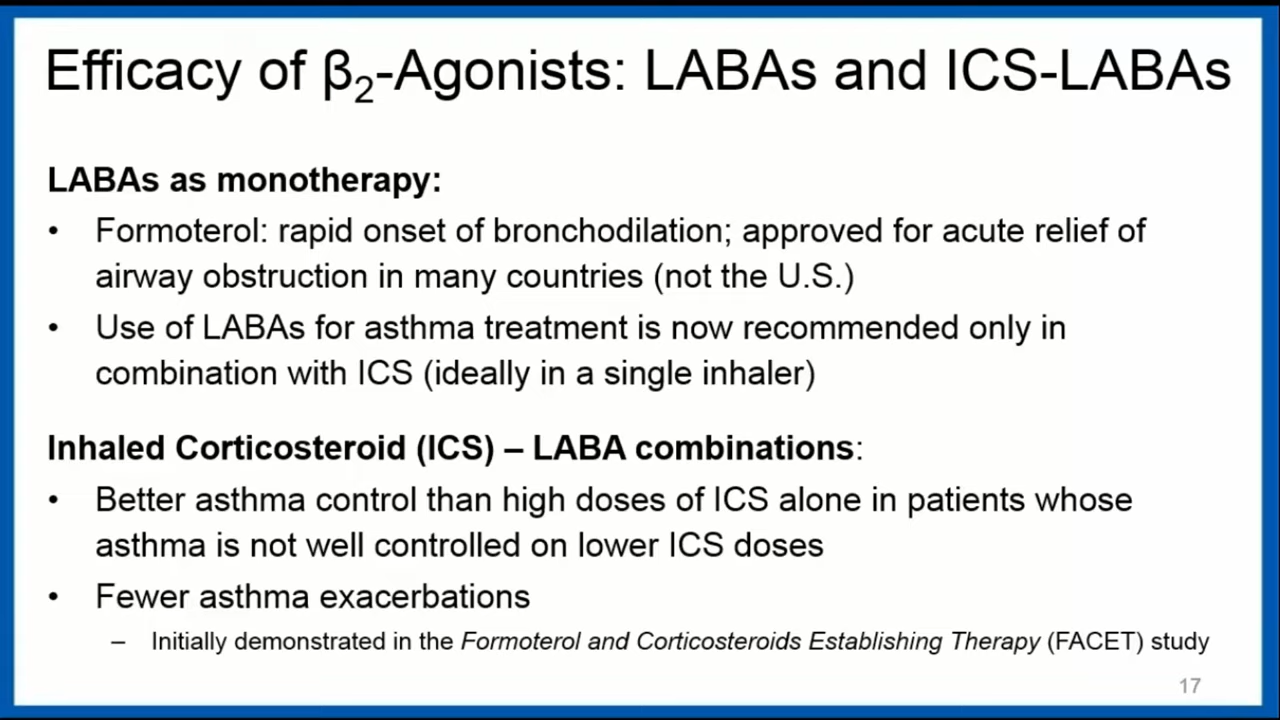 Efficacy of β₂-Agonists: LABAs and ICS-LABAs
LABAs as monotherapy:
• Formoterol: rapid onset of bronchodilation; approved for acute relief of
airway obstruction in many countries (not the U.S.)
• Use of LABAs for asthma treatment is now recommended only in
combination with ICS (ideally in a single inhaler)
Inhaled Corticosteroid (ICS) – LABA combinations:
• Better asthma control than high doses of ICS alone in patients whose
asthma is not well controlled on lower ICS doses
• Fewer asthma exacerbations
– Initially demonstrated in the Formoterol and Corticosteroids Establishing Therapy (FACET) study
17